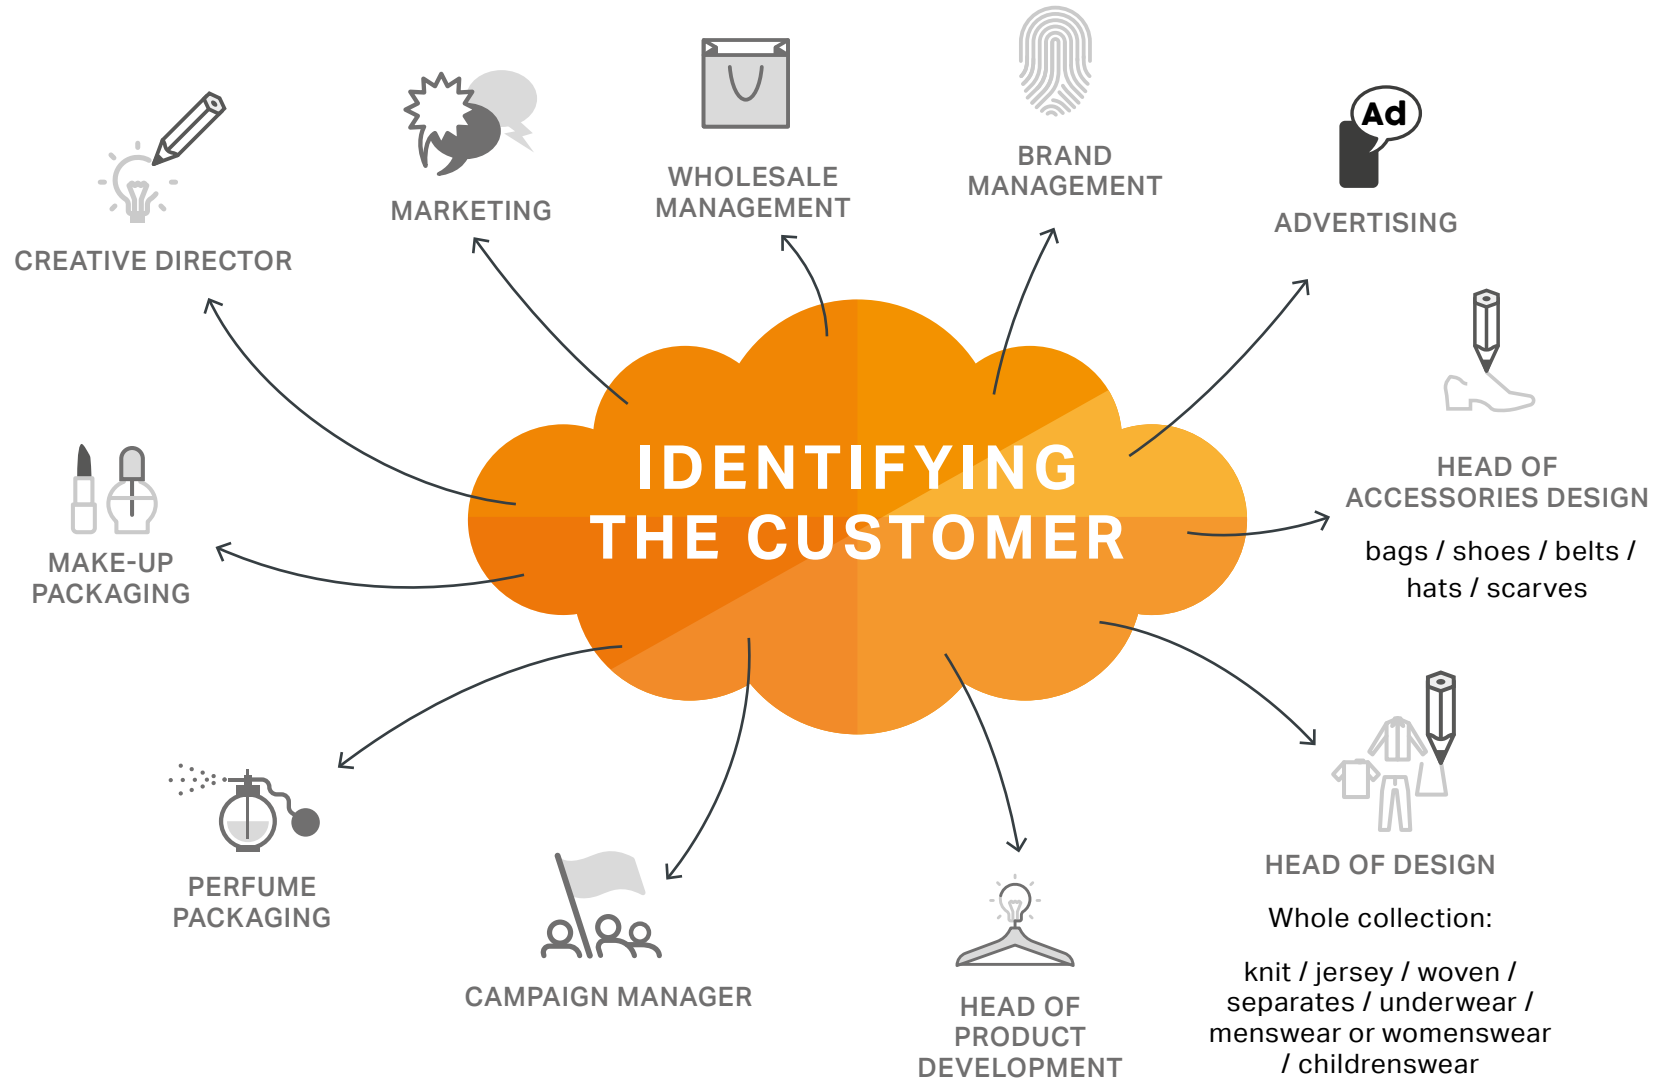 CREATIVE DIRECTOR
MARKETING
WHOLESALE
MANAGEMENT
BRAND
MANAGEMENT
Ad
ADVERTISING
IDENTIFYING
THE CUSTOMER
HEAD OF
ACCESSORIES DESIGN
bags / shoes / belts /
hats / scarves
MAKE-UP
PACKAGING
PERFUME
PACKAGING
CAMPAIGN MANAGER
HEAD OF
PRODUCT
DEVELOPMENT
HEAD OF DESIGN
Whole collection:
knit / jersey / woven /
separates / underwear /
menswear or womenswear
/ childrenswear